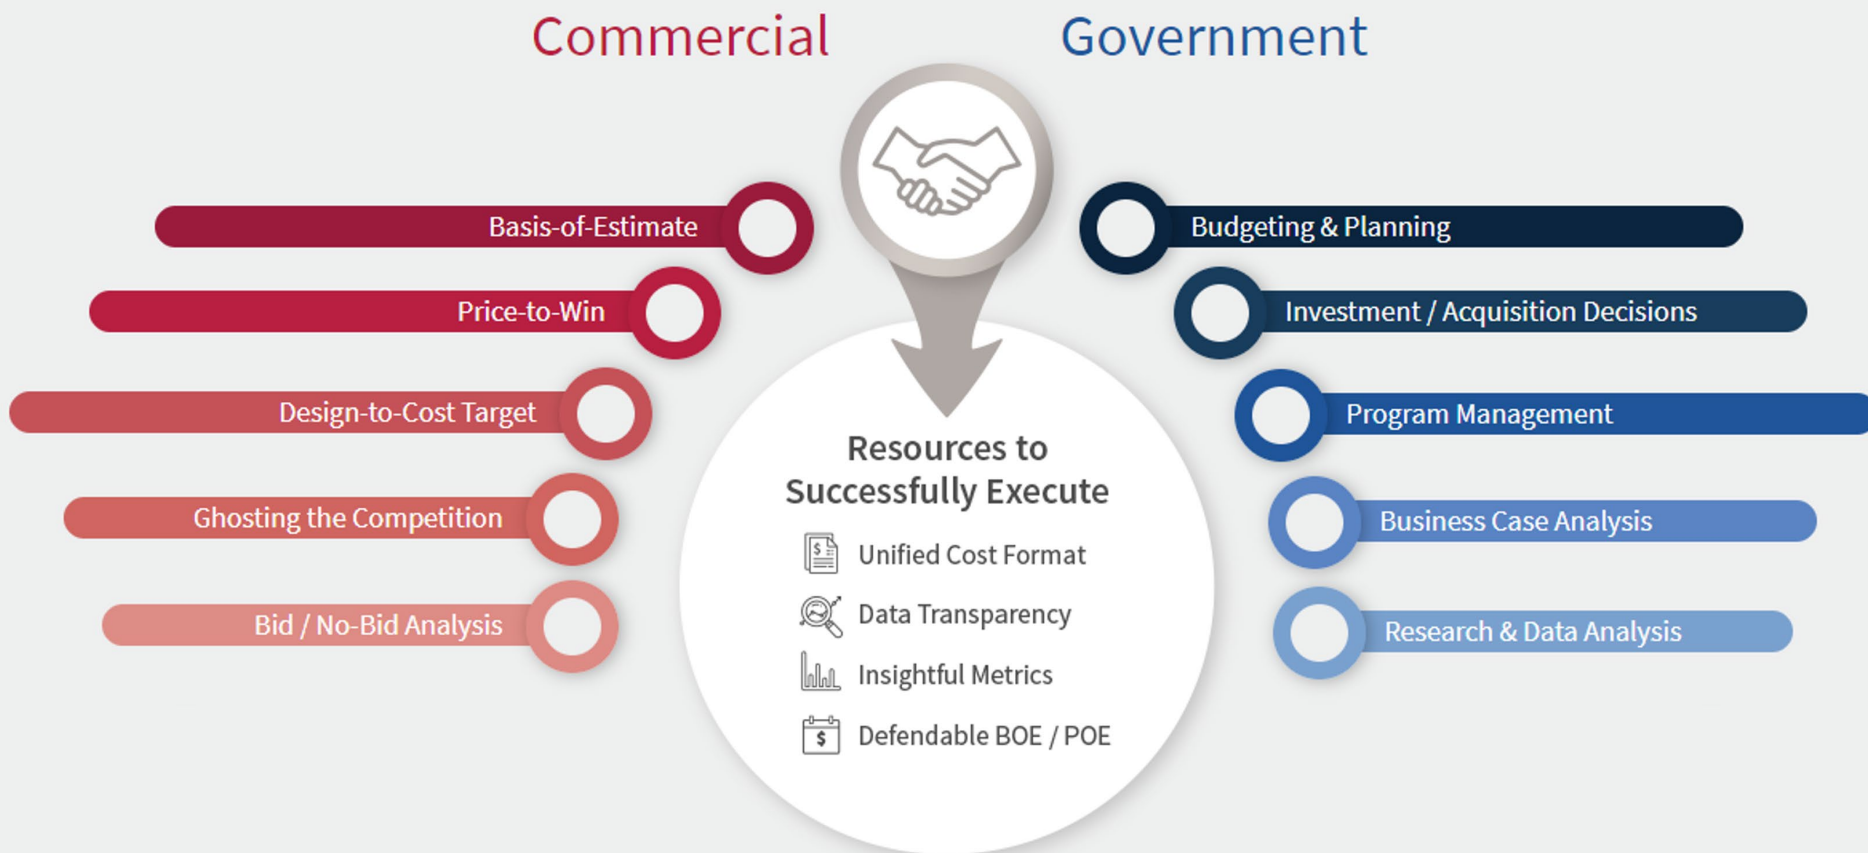 Commercial
Government
Basis-of-Estimate
Price-to-Win
Design-to-Cost Target
Ghosting the Competition
Bid / No-Bid Analysis
Budgeting & Planning
Investment / Acquisition Decisions
Program Management
Business Case Analysis
Research & Data Analysis
Resources to
Successfully Execute
$
Unified Cost Format
Data Transparency
Insightful Metrics
$
Defendable BOE / POE